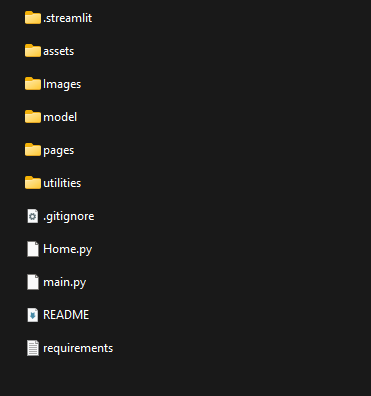 .streamlit
assets
Images
model
pages
utilities
.gitignore
Home.py
main.py
README
requirements